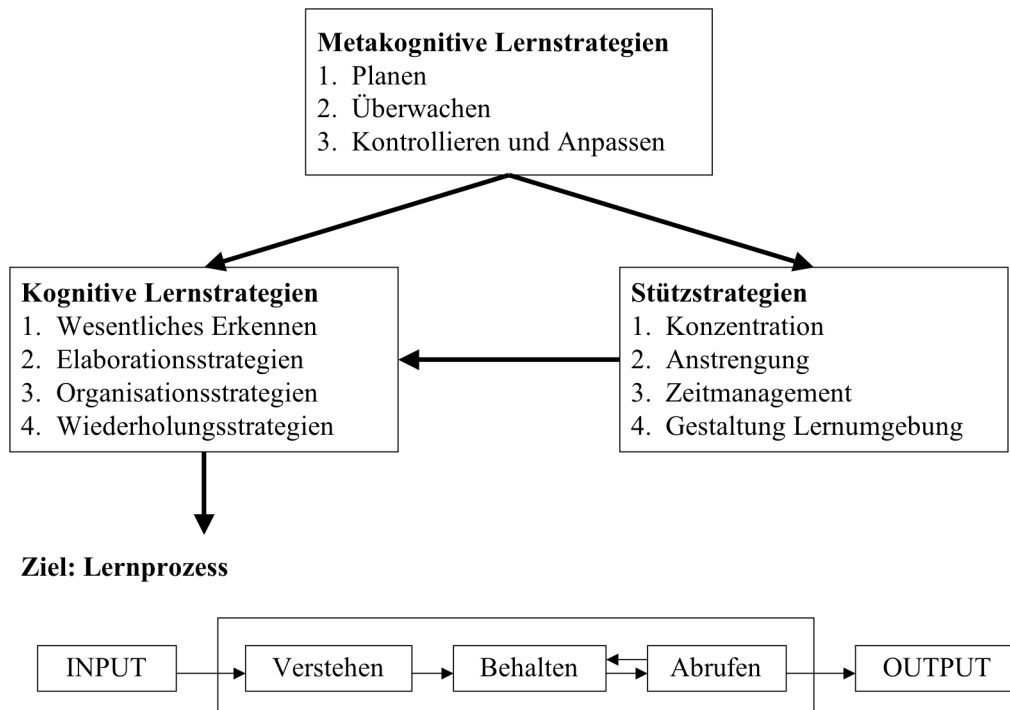 Metakognitive Lernstrategien
1. Planen
2. Überwachen
3. Kontrollieren und Anpassen
Kognitive Lernstrategien
1. Wesentliches Erkennen
2. Elaborationsstrategien
3. Organisationsstrategien
4. Wiederholungsstrategien
Stützstrategien
1. Konzentration
2. Anstrengung
3. Zeitmanagement
4. Gestaltung Lernumgebung
Ziel: Lernprozess
INPUT
Verstehen
Behalten
Abrufen
OUTPUT